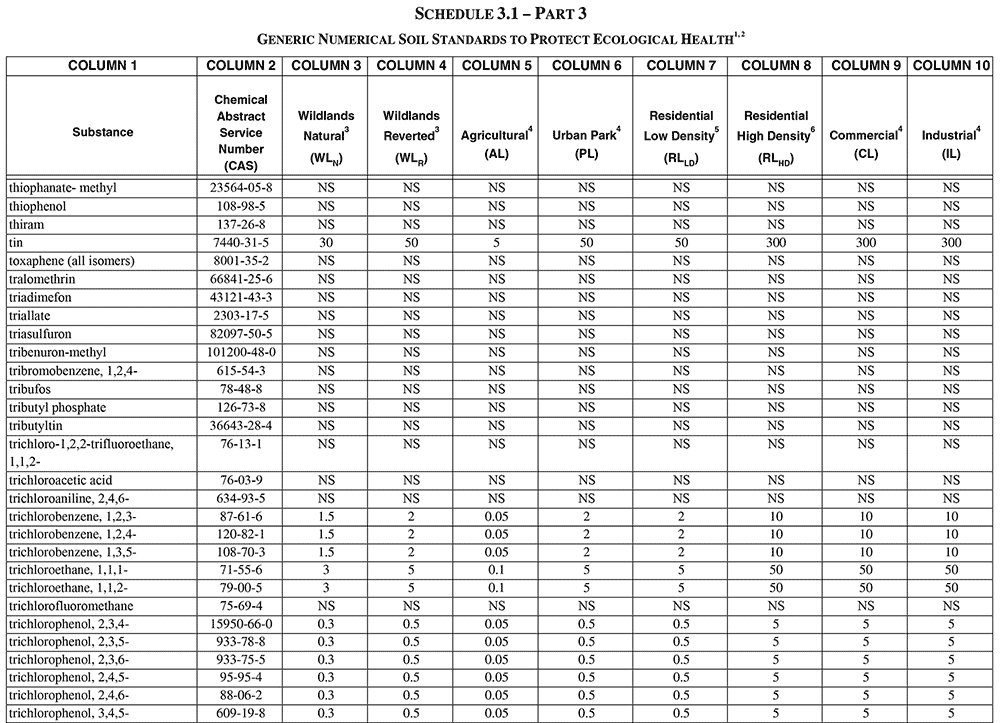 SCHEDULE 3.1 – PART 3
GENERIC NUMERICAL SOIL STANDARDS TO PROTECT ECOLOGICAL HEALTH1,2
COLUMN 1 COLUMN 2 COLUMN 3 COLUMN 4 COLUMN 5 COLUMN 6 COLUMN 7 COLUMN 8 COLUMN 9 COLUMN 10
Substance Chemical Abstract Service Number (CAS) Wildlands Natural3 (WLN) Wildlands Reverted3 (WLR) Agricultural4 (AL) Urban Park4 (PL) Residential Low Density5 (RLLD) Residential High Density6 (RLHD) Commercial4 (CL) Industrial4 (IL)
thiophanate- methyl 23564-05-8 NS NS NS NS NS NS NS NS
thiophenol 108-98-5 NS NS NS NS NS NS NS NS
thiram 137-26-8 NS NS NS NS NS NS NS NS
tin 7440-31-5 30 50 5 50 50 300 300 300
toxaphene (all isomers) 8001-35-2 NS NS NS NS NS NS NS NS
tralomethrin 66841-25-6 NS NS NS NS NS NS NS NS
triadimefon 43121-43-3 NS NS NS NS NS NS NS NS
triallate 2303-17-5 NS NS NS NS NS NS NS NS
triasulfuron 82097-50-5 NS NS NS NS NS NS NS NS
tribenuron-methyl 101200-48-0 NS NS NS NS NS NS NS NS
tribromobenzene, 1,2,4- 615-54-3 NS NS NS NS NS NS NS NS
tribufos 78-48-8 NS NS NS NS NS NS NS NS
tributyl phosphate 126-73-8 NS NS NS NS NS NS NS NS
tributyltin 36643-28-4 NS NS NS NS NS NS NS NS
trichloro-1,2,2-trifluoroethane, 76-13-1 NS NS NS NS NS NS NS NS
1,1,2-
trichloroacetic acid 76-03-9 NS NS NS NS NS NS NS NS
trichloroaniline, 2,4,6- 634-93-5 NS NS NS NS NS NS NS NS
trichlorobenzene, 1,2,3- 87-61-6 1.5 2 0.05 2 2 10 10 10
trichlorobenzene, 1,2,4- 120-82-1 1.5 2 0.05 2 2 10 10 10
trichlorobenzene, 1,3,5- 108-70-3 1.5 2 0.05 2 2 10 10 10
trichloroethane, 1,1,1- 71-55-6 3 5 0.1 5 5 50 50 50
trichloroethane, 1,1,2- 79-00-5 3 5 0.1 5 5 50 50 50
trichlorofluoromethane 75-69-4 NS NS NS NS NS NS NS NS
trichlorophenol, 2,3,4- 15950-66-0 0.3 0.5 0.05 0.5 0.5 5 5 5
trichlorophenol, 2,3,5- 933-78-8 0.3 0.5 0.05 0.5 0.5 5 5 5
trichlorophenol, 2,3,6- 933-75-5 0.3 0.5 0.05 0.5 0.5 5 5 5
trichlorophenol, 2,4,5- 95-95-4 0.3 0.5 0.05 0.5 0.5 5 5 5
trichlorophenol, 2,4,6- 88-06-2 0.3 0.5 0.05 0.5 0.5 5 5 5
trichlorophenol, 3,4,5- 609-19-8 0.3 0.5 0.05 0.5 0.5 5 5 5